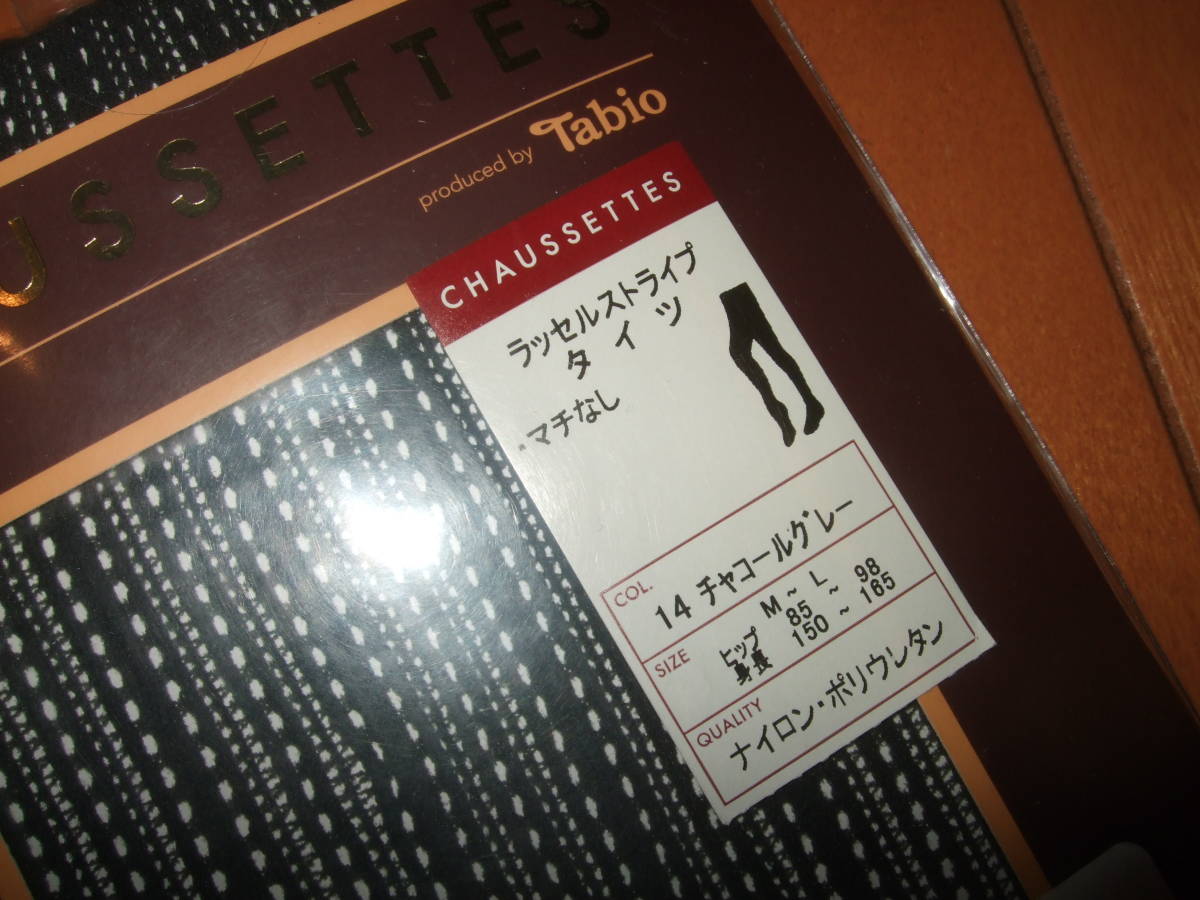 USSETTES
produced by Tabio
CHAUSSETTES
ラッセルストライプ
タイツ
・マチなし
COL.
14 チャコールグレー
SIZE
M ~ L
ヒップ 85 ~ 98
身長 150 ~ 165
QUALITY
ナイロン・ポリウレタン